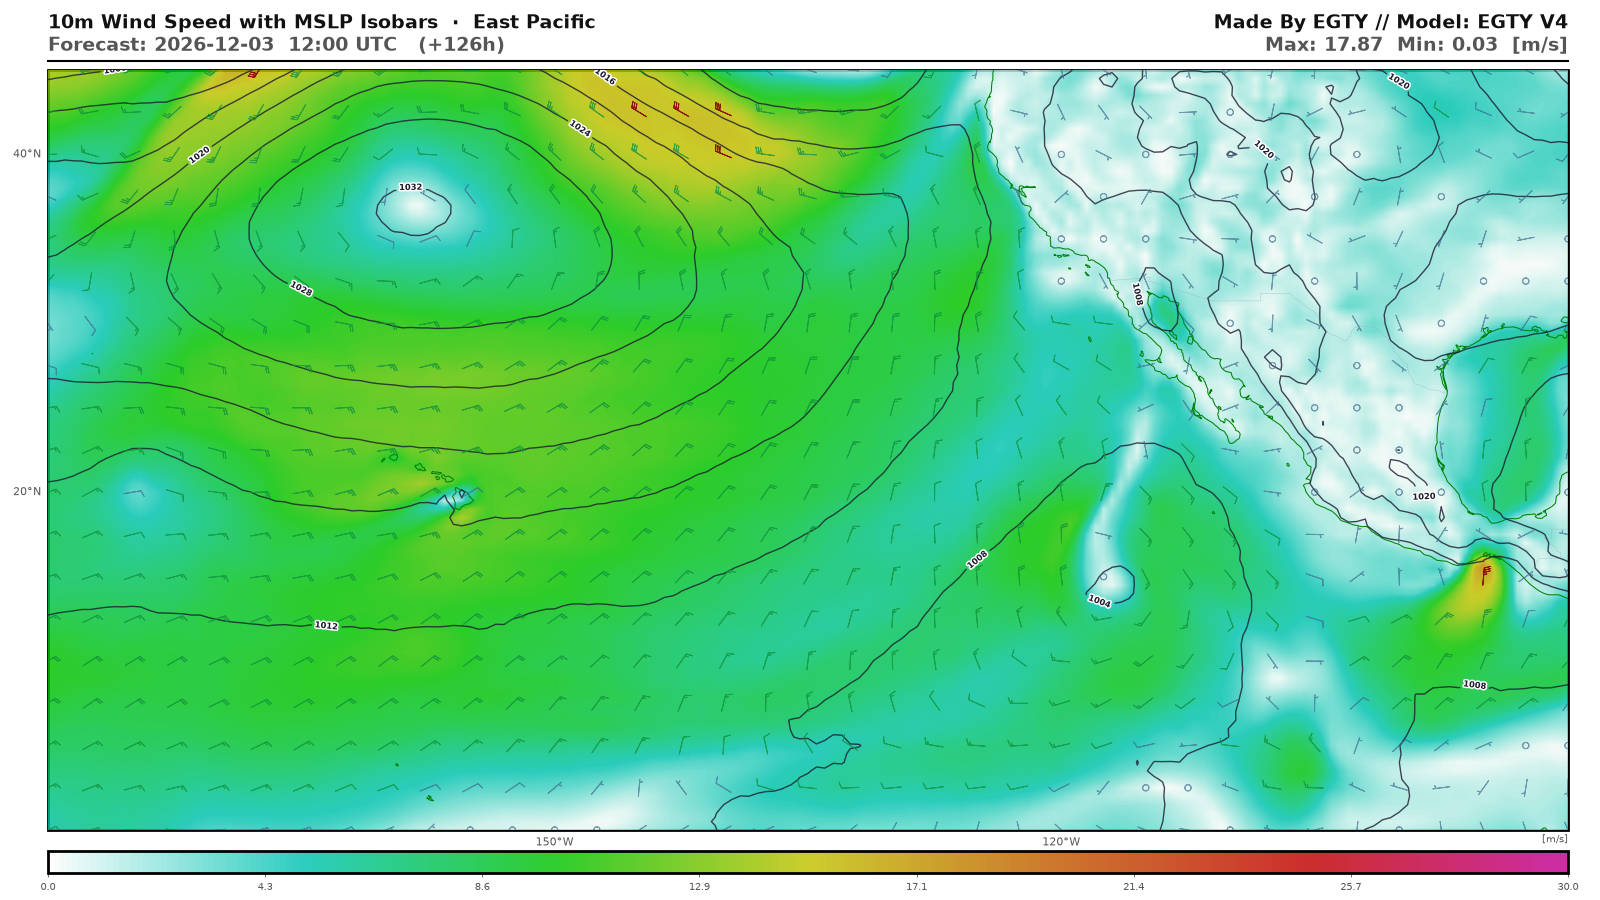 10m Wind Speed with MSLP Isobars · East Pacific
Made By EGTY // Model: EGTY V4
Forecast: 2026-12-03 12:00 UTC (+126h)
Max: 17.87 Min: 0.03 [m/s]
1016
1020
1024
1020
1020
40°N
1020
1032
1028
1008
20°N
1020
1008
1004
1012
1008
150°W
120°W
[m/s]
0.0 4.3 8.6 12.9 17.1 21.4 25.7 30.0